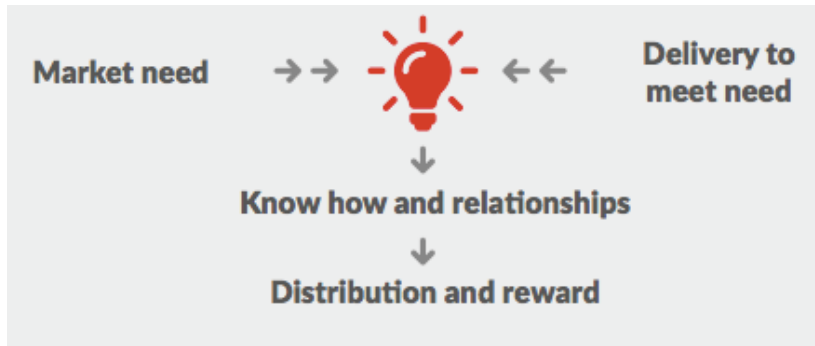 Market need
Delivery to
meet need
Know how and relationships
Distribution and reward